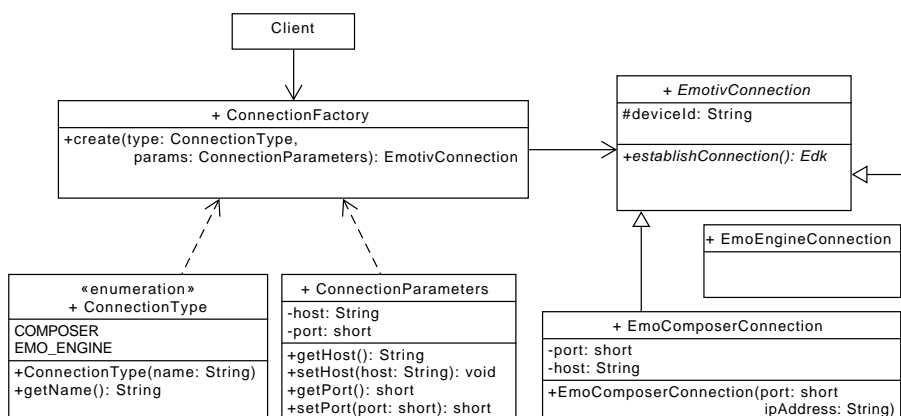 Client
+ ConnectionFactory
+create(type: ConnectionType,
params: ConnectionParameters): EmotivConnection
+ EmotivConnection
#deviceId: String
+establishConnection(): Edk
+ EmoEngineConnection
«enumeration»
+ ConnectionType
COMPOSER
EMO_ENGINE
+ConnectionType(name: String)
+getName(): String
+ ConnectionParameters
-host: String
-port: short
+getHost(): String
+setHost(host: String): void
+getPort(): short
+setPort(port: short): short
+ EmoComposerConnection
-port: short
-host: String
+EmoComposerConnection(port: short
ipAddress: String)